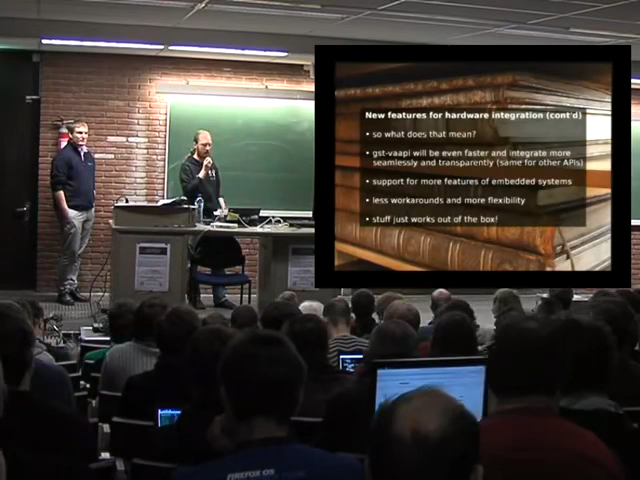 New features for hardware integration (cont'd)
• so what does that mean?
• gst-vaapi will be even faster and integrate more
seamlessly and transparently (same for other APIs)
• support for more features of embedded systems
• less workarounds and more flexibility
• stuff just works out of the box!
FIREFOX OS